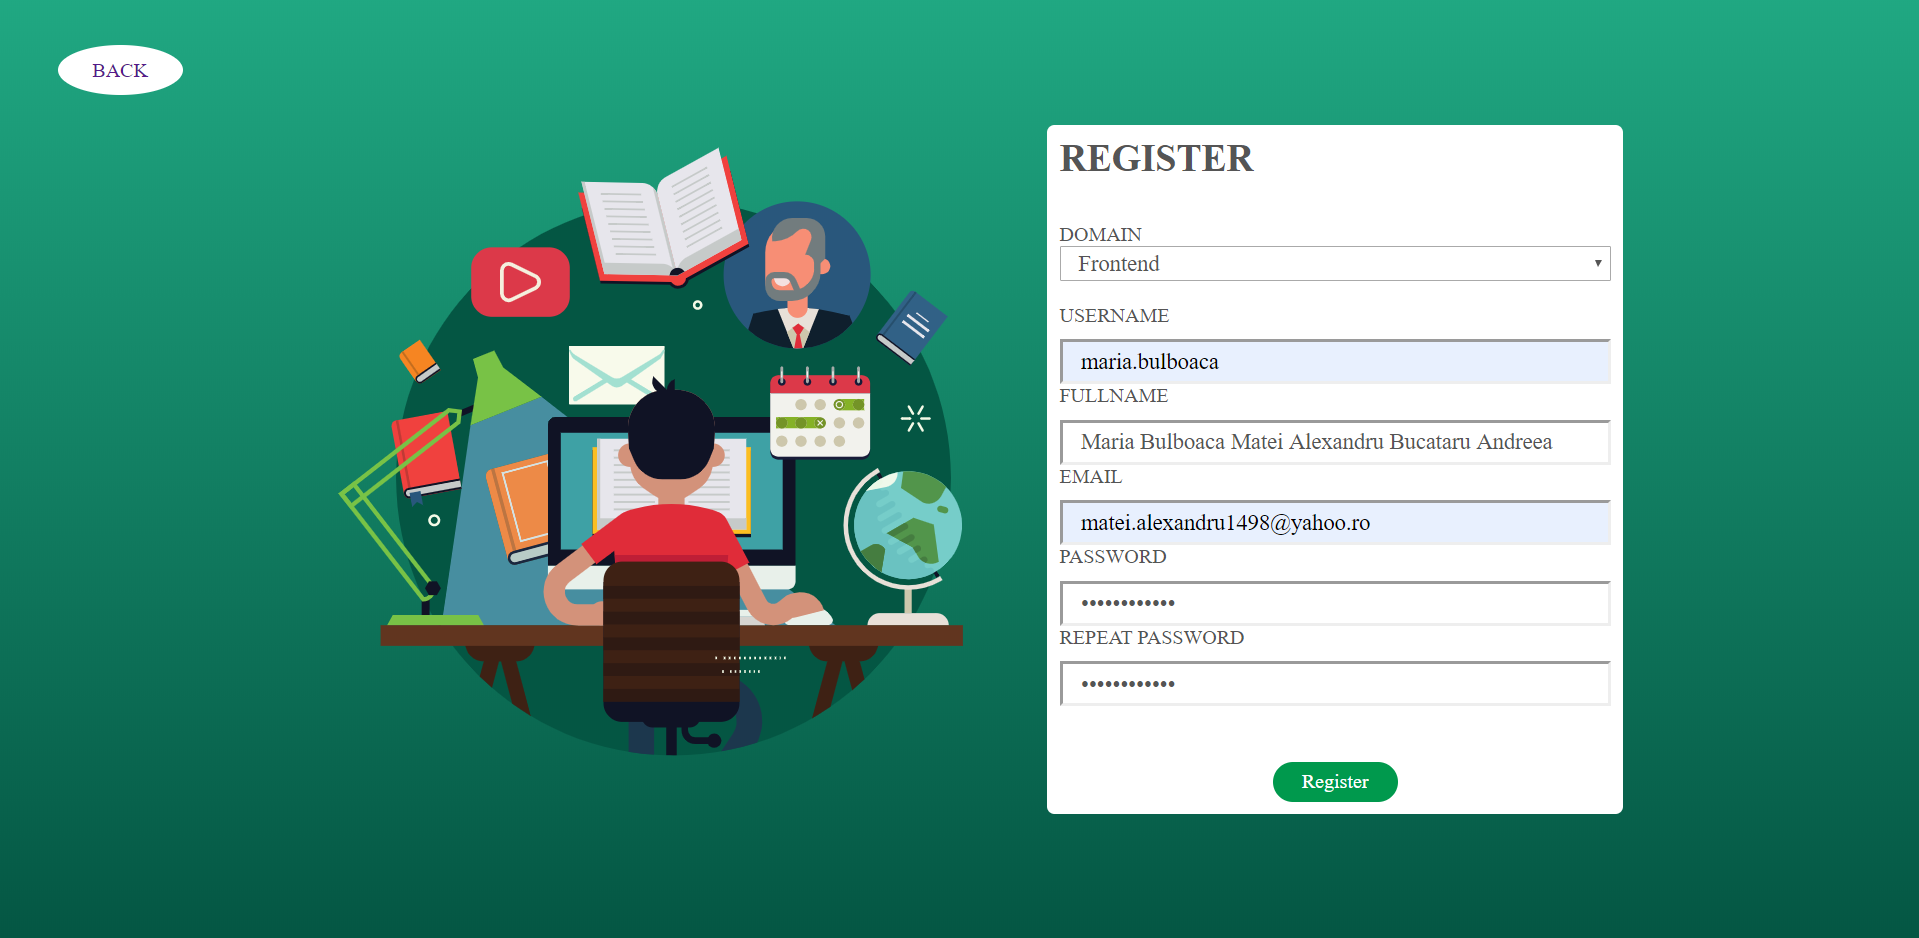 BACK
REGISTER
DOMAIN
Frontend
USERNAME
maria.bulboaca
FULLNAME
Maria Bulboaca Matei Alexandru Bucataru Andreea
EMAIL
matei.alexandru1498@yahoo.ro
PASSWORD
••••••••••••
REPEAT PASSWORD
••••••••••••
Register